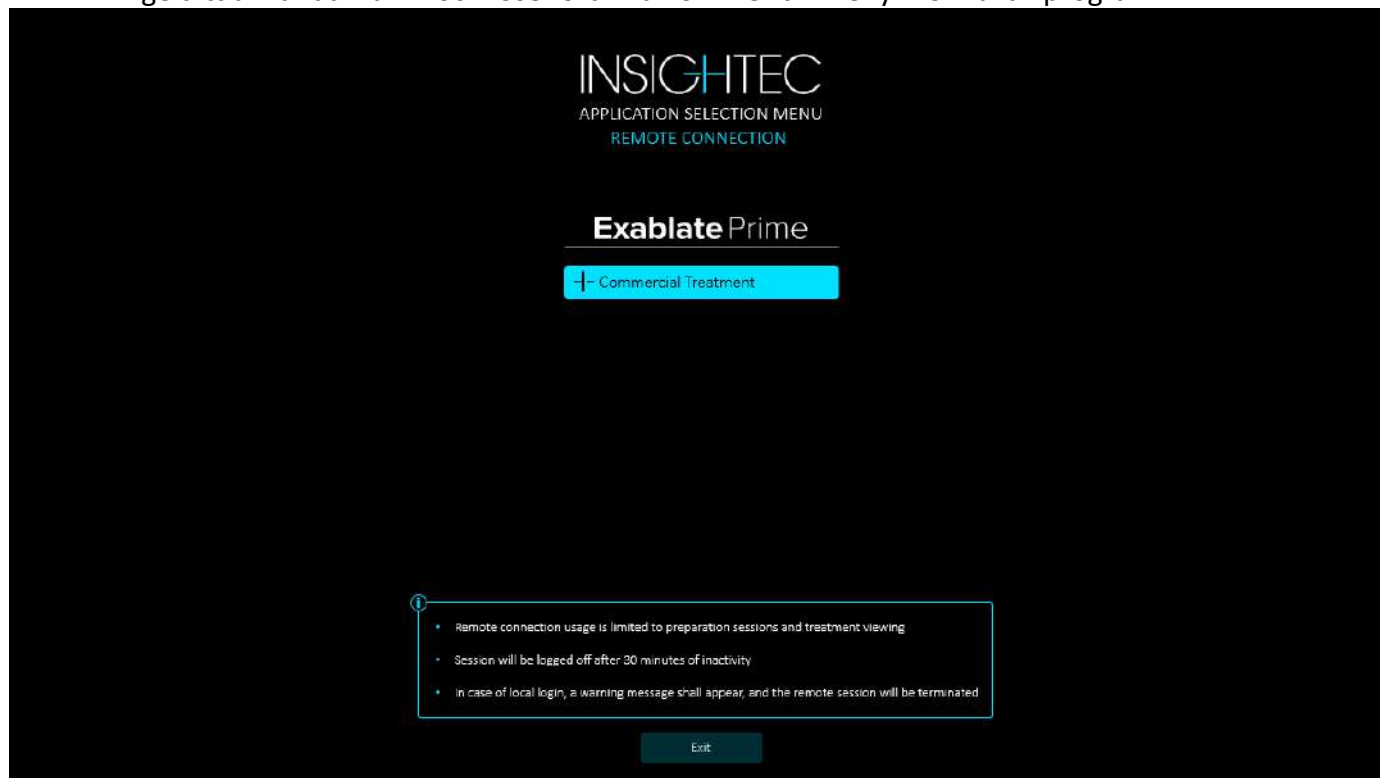 INSIGHTEC
APPLICATION SELECTION MENU
REMOTE CONNECTION
Exablate Prime
Commercial Treatment
Remote connection usage is limited to preparation sessions and treatment viewing
Session will be logged off after 30 minutes of inactivity
In case of local login, a warning message shall appear, and the remote session will be terminated
Exit